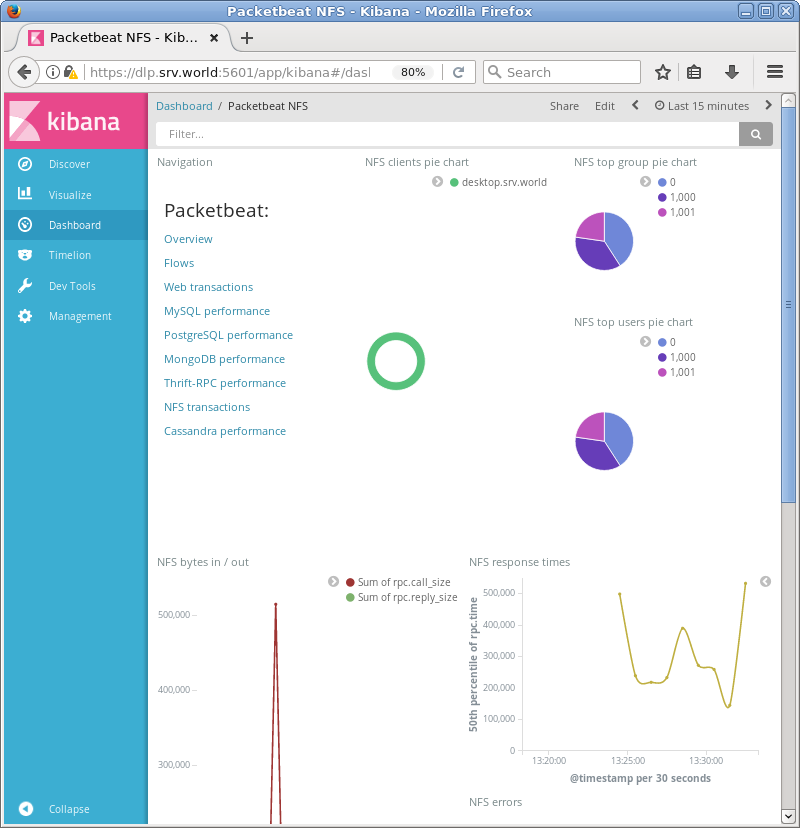 Packetbeat NFS - Kibana - Mozilla Firefox
Packetbeat NFS - Kib...
https://dlp.srv.world:5601/app/kibana#/dasl
80%
Search
kibana
Discover
Visualize
Dashboard
Timelion
Dev Tools
Management
Collapse
Dashboard / Packetbeat NFS
Share
Edit
Last 15 minutes
Filter...
Navigation
Packetbeat:
Overview
Flows
Web transactions
MySQL performance
PostgreSQL performance
MongoDB performance
Thrift-RPC performance
NFS transactions
Cassandra performance
NFS clients pie chart
desktop.srv.world
NFS top group pie chart
0
1,000
1,001
NFS top users pie chart
0
1,000
1,001
NFS bytes in / out
Sum of rpc.call_size
Sum of rpc.reply_size
500,000
400,000
300,000
NFS response times
50th percentile of rpc.time
500,000
400,000
300,000
200,000
100,000
0
13:20:00
13:25:00
13:30:00
@timestamp per 30 seconds
NFS errors